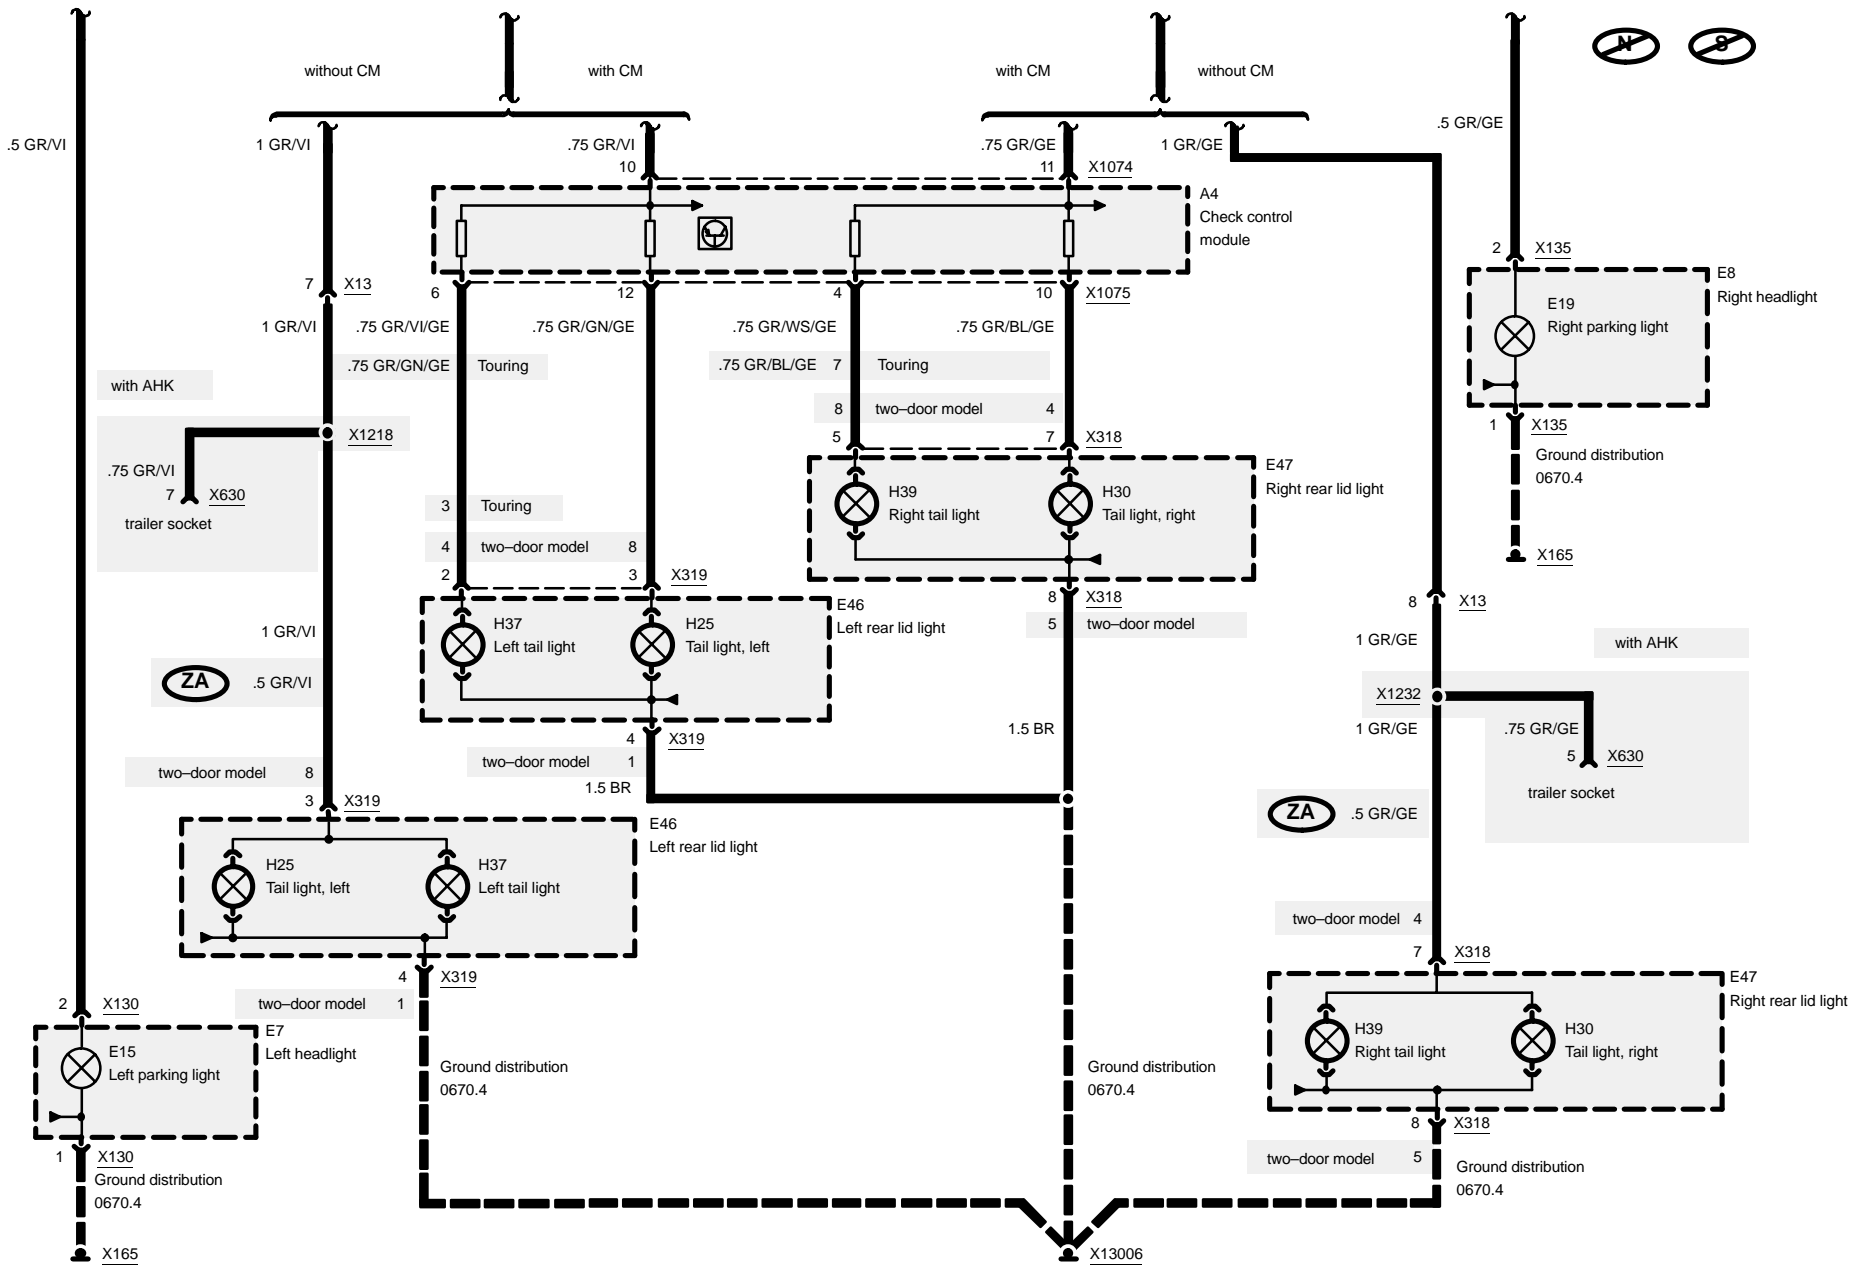 N
S
without CM
with CM
with CM
without CM
.5 GR/VI
1 GR/VI
.75 GR/VI
.75 GR/GE
1 GR/GE
.5 GR/GE
10
11
X1074
A4
Check control
module
7
X13
6
12
4
10
X1075
2
X135
E8
Right headlight
E19
Right parking light
1 GR/VI
.75 GR/VI/GE
.75 GR/GN/GE
.75 GR/WS/GE
.75 GR/BL/GE
.75 GR/GN/GE
Touring
.75 GR/BL/GE
7
Touring
with AHK
8
two–door model
4
5
7
X318
1
X135
Ground distribution
0670.4
X1218
.75 GR/VI
7
X630
trailer socket
E47
Right rear lid light
H39
Right tail light
H30
Tail light, right
3
Touring
4
two–door model
8
2
3
X319
X165
8
X318
5
two–door model
8
X13
E46
Left rear lid light
H37
Left tail light
H25
Tail light, left
1 GR/VI
ZA
.5 GR/VI
1 GR/GE
with AHK
X1232
1 GR/GE
.75 GR/GE
5
X630
trailer socket
4
X319
two–door model
1
1.5 BR
1.5 BR
two–door model
8
3
X319
ZA
.5 GR/GE
E46
Left rear lid light
H25
Tail light, left
H37
Left tail light
two–door model
4
7
X318
4
X319
two–door model
1
E47
Right rear lid light
H39
Right tail light
H30
Tail light, right
2
X130
E7
Left headlight
E15
Left parking light
Ground distribution
0670.4
Ground distribution
0670.4
8
X318
two–door model
5
Ground distribution
0670.4
1
X130
Ground distribution
0670.4
X165
X13006